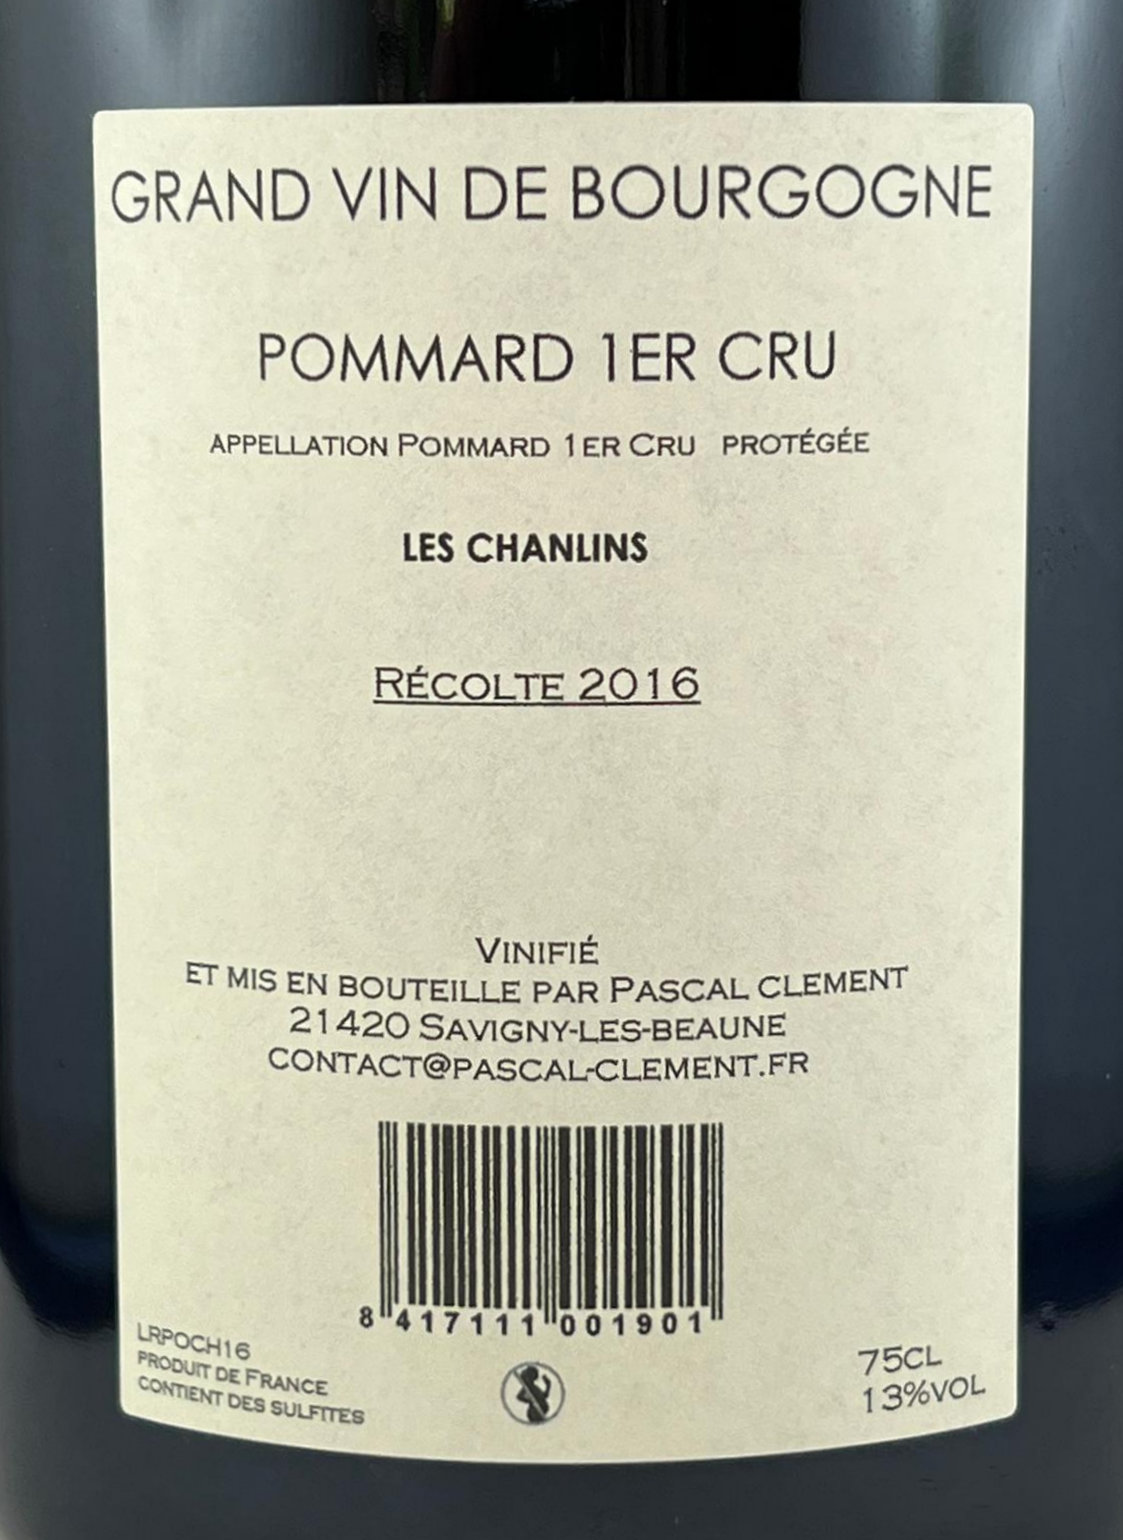 GRAND VIN DE BOURGOGNE
POMMARD 1ER CRU
APPELLATION POMMARD 1ER CRU PROTÉGÉE
LES CHANLINS
RÉCOLTE 2016
VINIFIÉ
ET MIS EN BOUTEILLE PAR PASCAL CLEMENT
21420 SAVIGNY-LES-BEAUNE
CONTACT@PASCAL-CLEMENT.FR
8 417111 001901
LRPOCH16
PRODUIT DE FRANCE
CONTIENT DES SULFITES
75CL
13%VOL